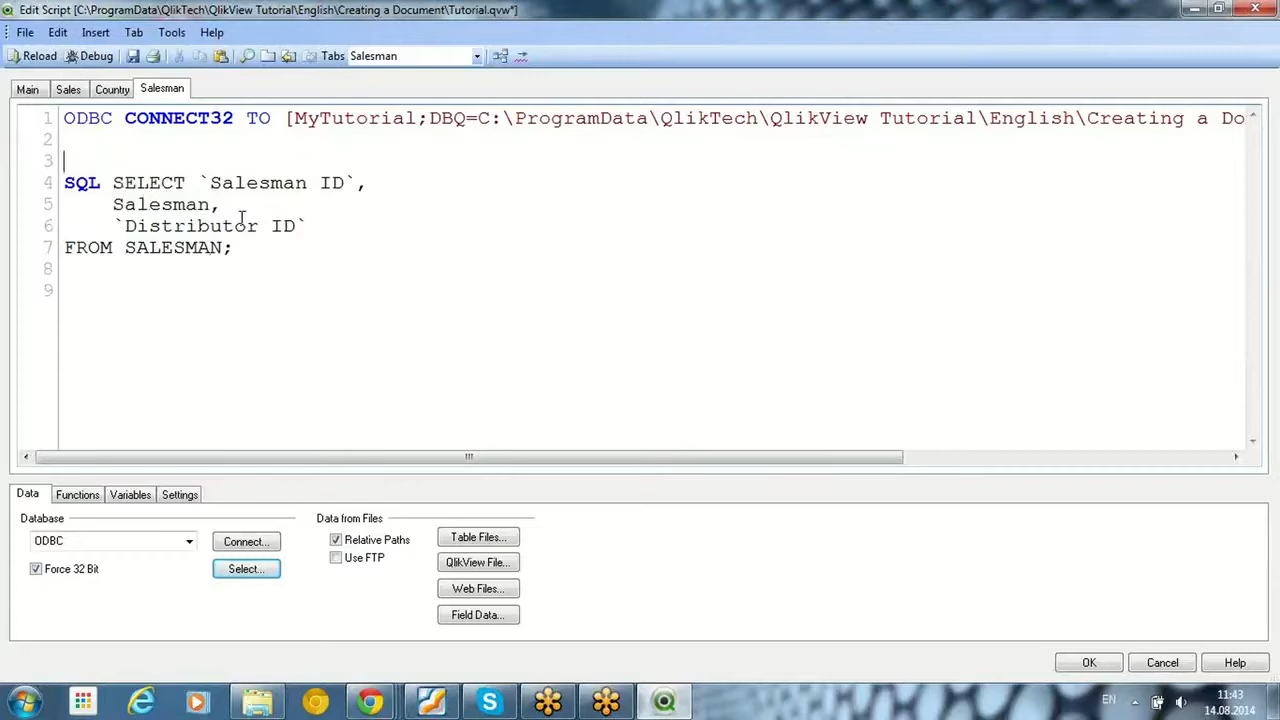 Edit Script [C:\ProgramData\QlikTech\QlikView Tutorial\English\Creating a Document\Tutorial.qvw*]
File Edit Insert Tab Tools Help
Reload Debug Tabs Salesman
Main Sales Country Salesman
1 ODBC CONNECT32 TO [MyTutorial;DBQ=C:\ProgramData\QlikTech\QlikView Tutorial\English\Creating a Do
2
3
4 SQL SELECT `Salesman ID`,
5 Salesman,
6 `Distributor ID`
7 FROM SALESMAN;
8
9
Data Functions Variables Settings
Database Data from Files
ODBC Connect... Relative Paths Table Files...
Use FTP QlikView File...
Force 32 Bit Select... Web Files...
Field Data...
OK Cancel Help
EN 11:43
14.08.2014